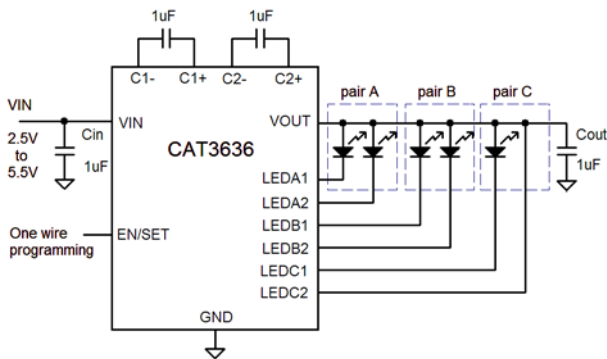 1uF 1uF
C1- C1+ C2- C2+
pair A pair B pair C
VIN
VIN
Cin
VOUT
Cout
2.5V
to
5.5V
1uF
CAT3636
1uF
LEDA1
LEDA2
LEDB1
One wire
programming
EN/SET
LEDB2
LEDC1
LEDC2
GND